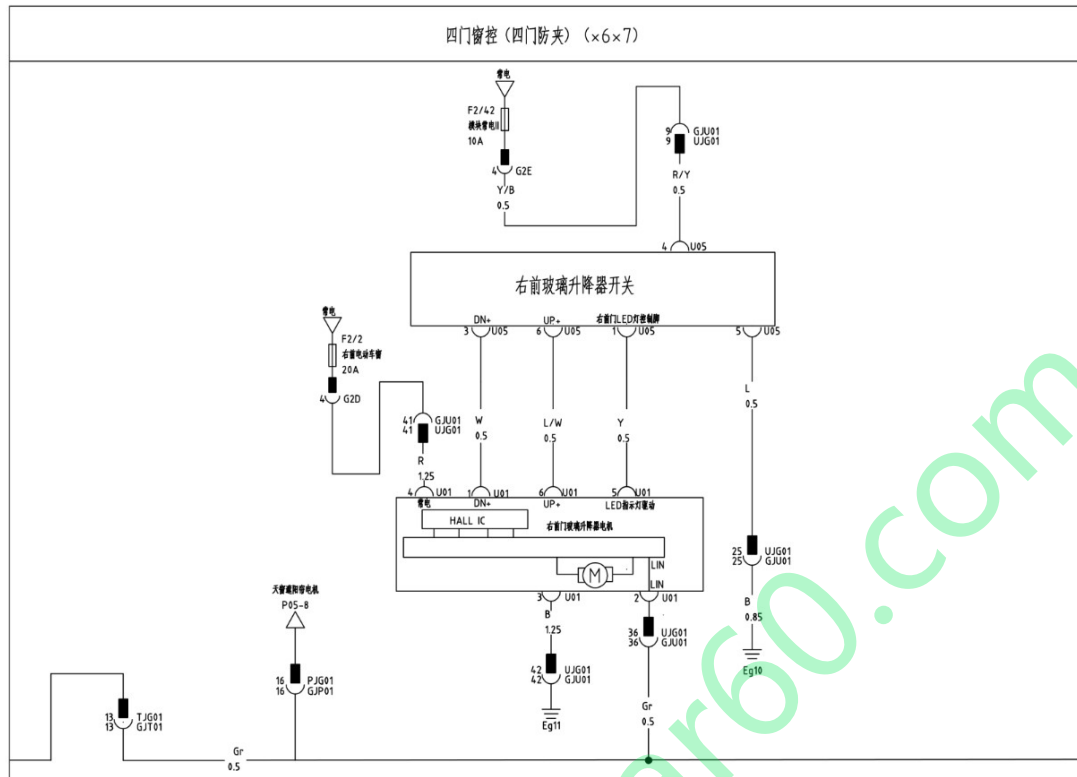 四门窗控（四门防夹）（×6×7）
常电
F2/42
模块常电II
10A
4 G2E
Y/B
0.5
9 GJU01
9 UJG01
R/Y
0.5
4 U05
右前玻璃升降器开关
DN+ UP+ 右前门LED灯控制脚
3 U05 6 U05 1 U05 5 U05
常电
F2/2
右前电动车窗
20A
4 G2D
41 GJU01
41 UJG01
R
1.25
W
0.5
L/W
0.5
Y
0.5
L
0.5
4 U01 1 U01 6 U01 5 U01
常电 DN+ UP+ LED指示灯驱动
HALL IC
右前门玻璃升降器电机
M
LIN
LIN
3 U01 2 U01
B
1.25
42 UJG01
42 GJU01
Eg11
36 UJG01
36 GJU01
Gr
0.5
25 UJG01
25 GJU01
B
0.85
Eg10
天窗遮阳帘电机
P05-8
16 PJG01
16 GJP01
13 TJG01
13 GJT01
Gr
0.5
ar60.com